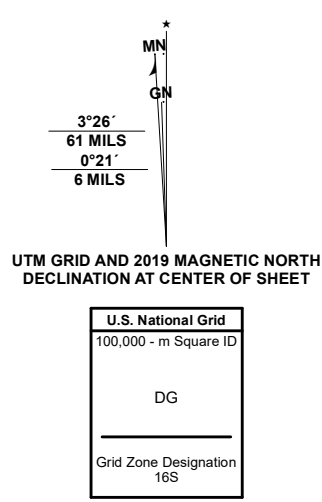 MN
GN
3°26´
61 MILS
0°21´
6 MILS
UTM GRID AND 2019 MAGNETIC NORTH
DECLINATION AT CENTER OF SHEET
U.S. National Grid
100,000 - m Square ID
DG
Grid Zone Designation
16S